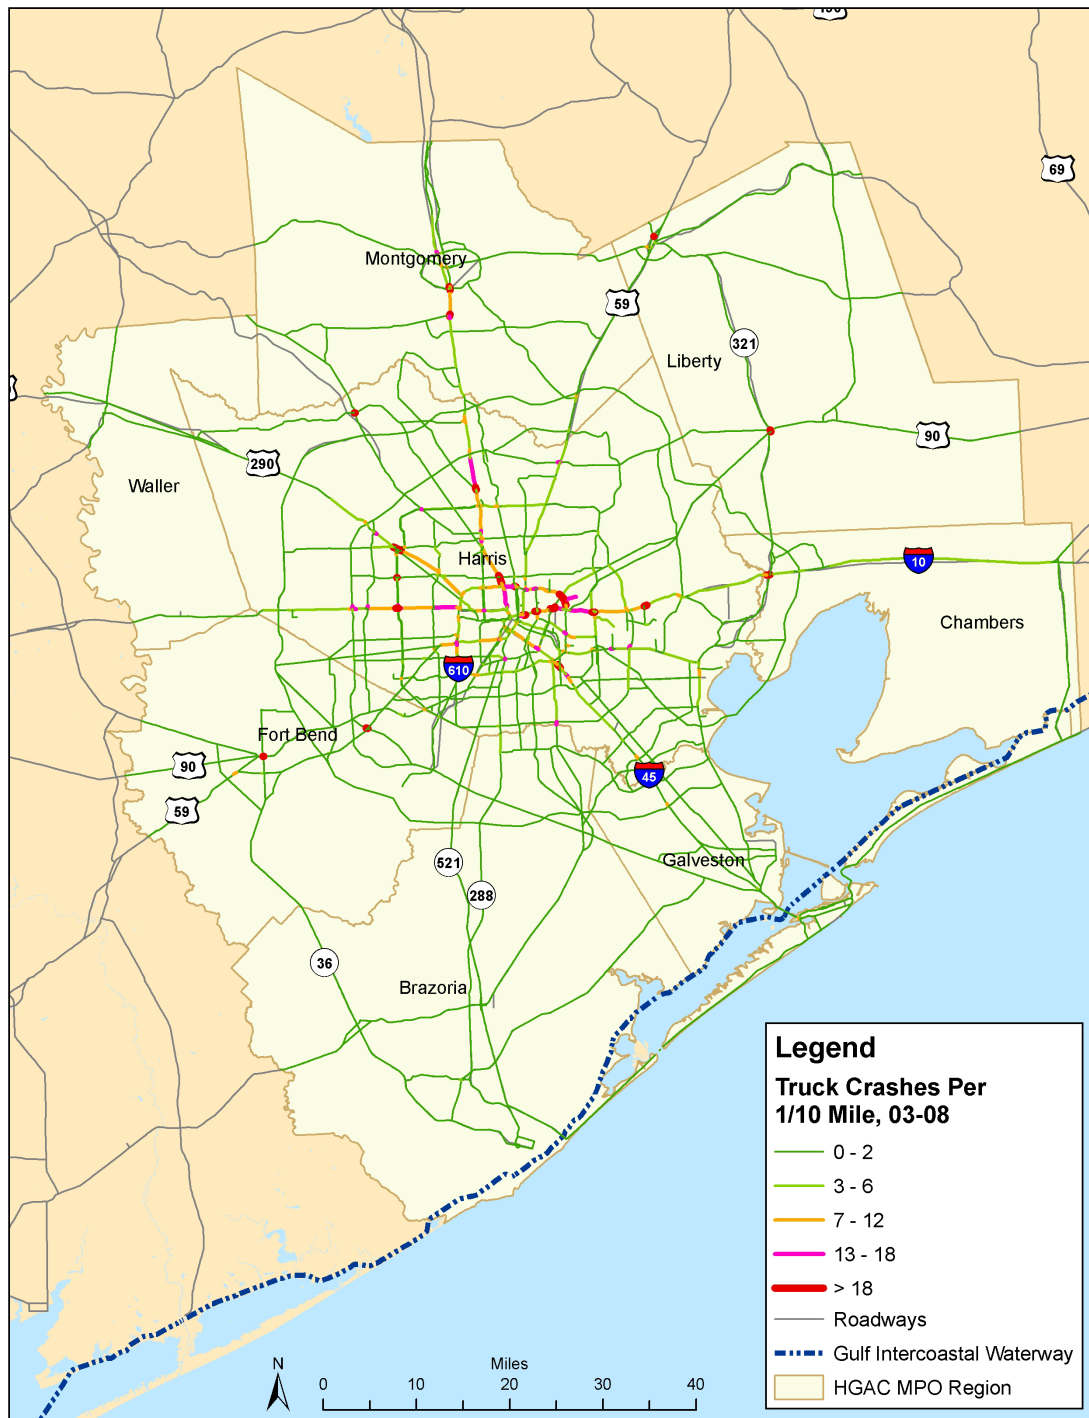 69
Montgomery
59
321
Liberty
90
290
Waller
Harris
10
Chambers
610
Fort Bend
90
45
59
521
Galveston
288
36
Brazoria
Legend
Truck Crashes Per
1/10 Mile, 03-08
0 - 2
3 - 6
7 - 12
13 - 18
> 18
Roadways
Gulf Intercoastal Waterway
HGAC MPO Region
N
Miles
0 10 20 30 40